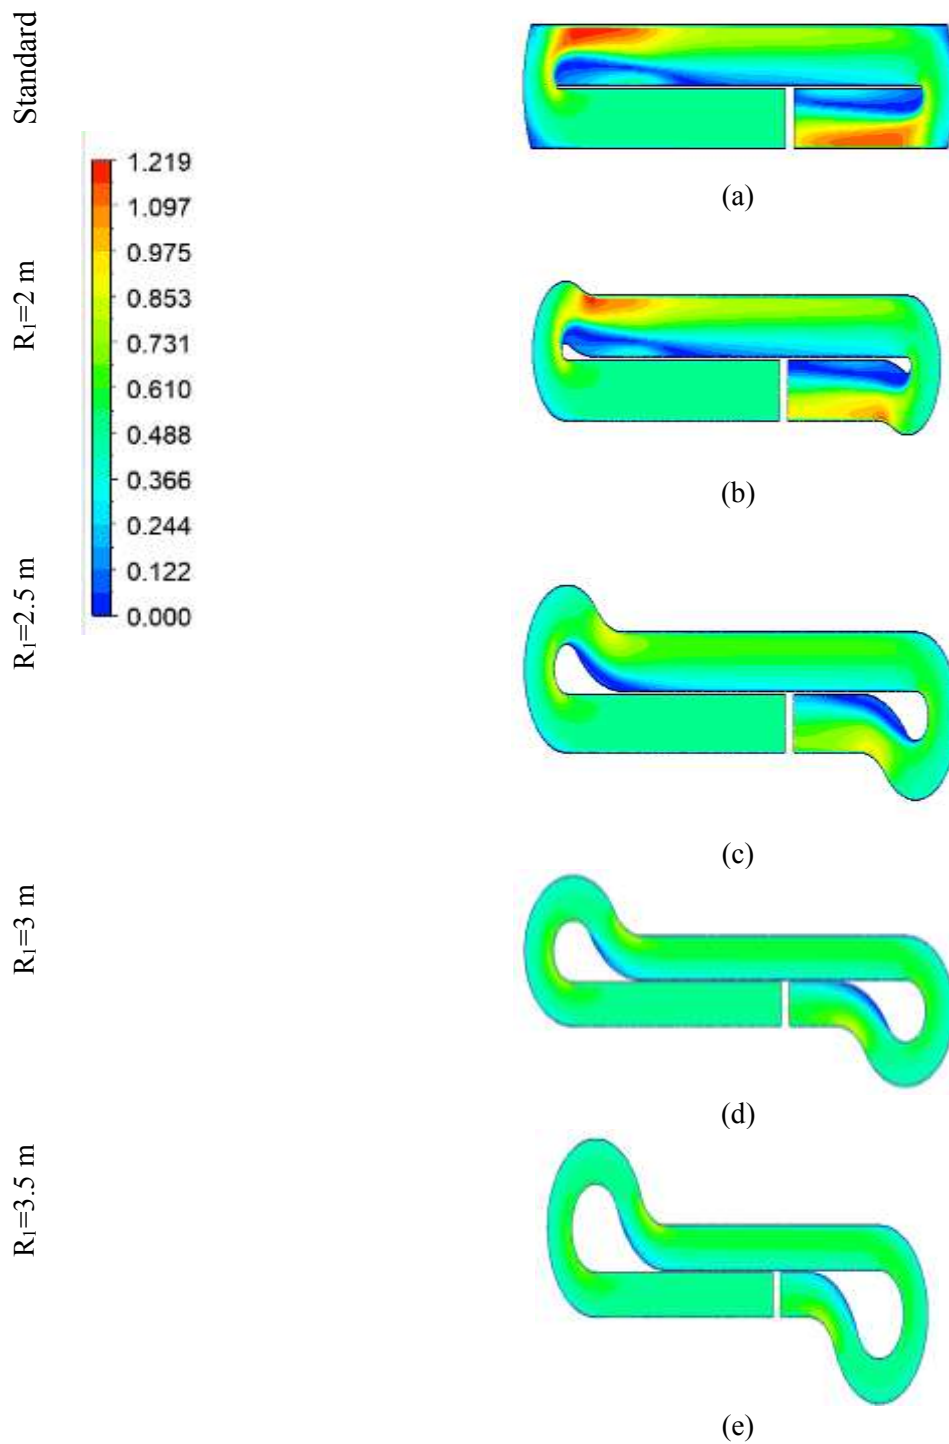 Standard
(a)
1.219
1.097
0.975
0.853
0.731
0.610
0.488
0.366
0.244
0.122
0.000
R₁=2 m
(b)
R₁=2.5 m
(c)
R₁=3 m
(d)
R₁=3.5 m
(e)